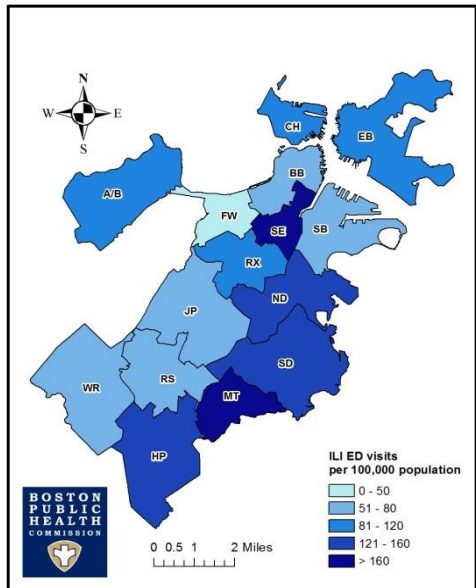 N
W E
S
CH
EB
BB
A/B
FW
SE
SB
RX
ND
JP
SD
WR
RS
MT
HP
ILI ED visits
per 100,000 population
0 - 50
51 - 80
81 - 120
121 - 160
> 160
BOSTON
PUBLIC
HEALTH
COMMISSION
0 0.5 1 2 Miles